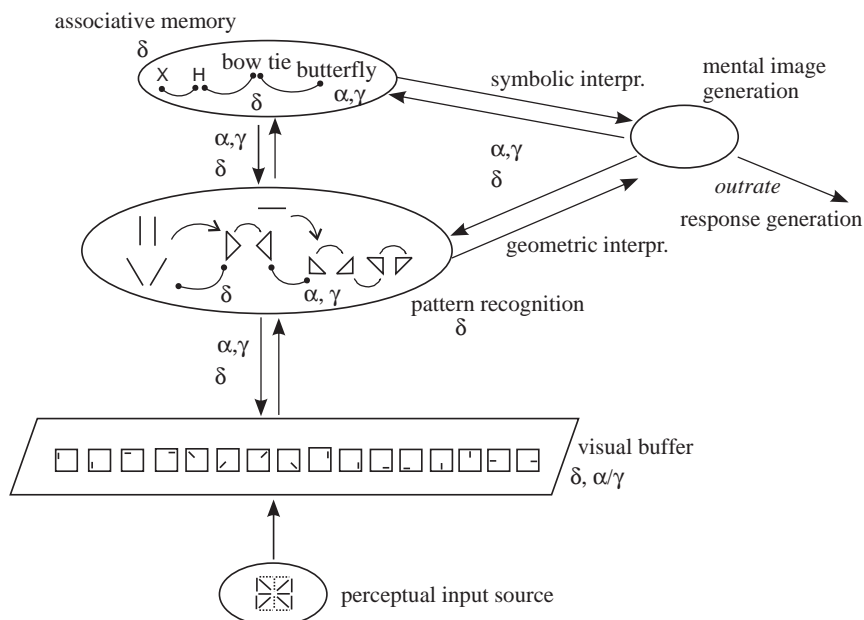 associative memory
δ
X H bow tie butterfly
δ α,γ
symbolic interpr.
mental image
generation
α,γ
δ
α,γ
δ
outrate
response generation
geometric interpr.
δ α, γ
pattern recognition
δ
α,γ
δ
visual buffer
δ, α/γ
perceptual input source